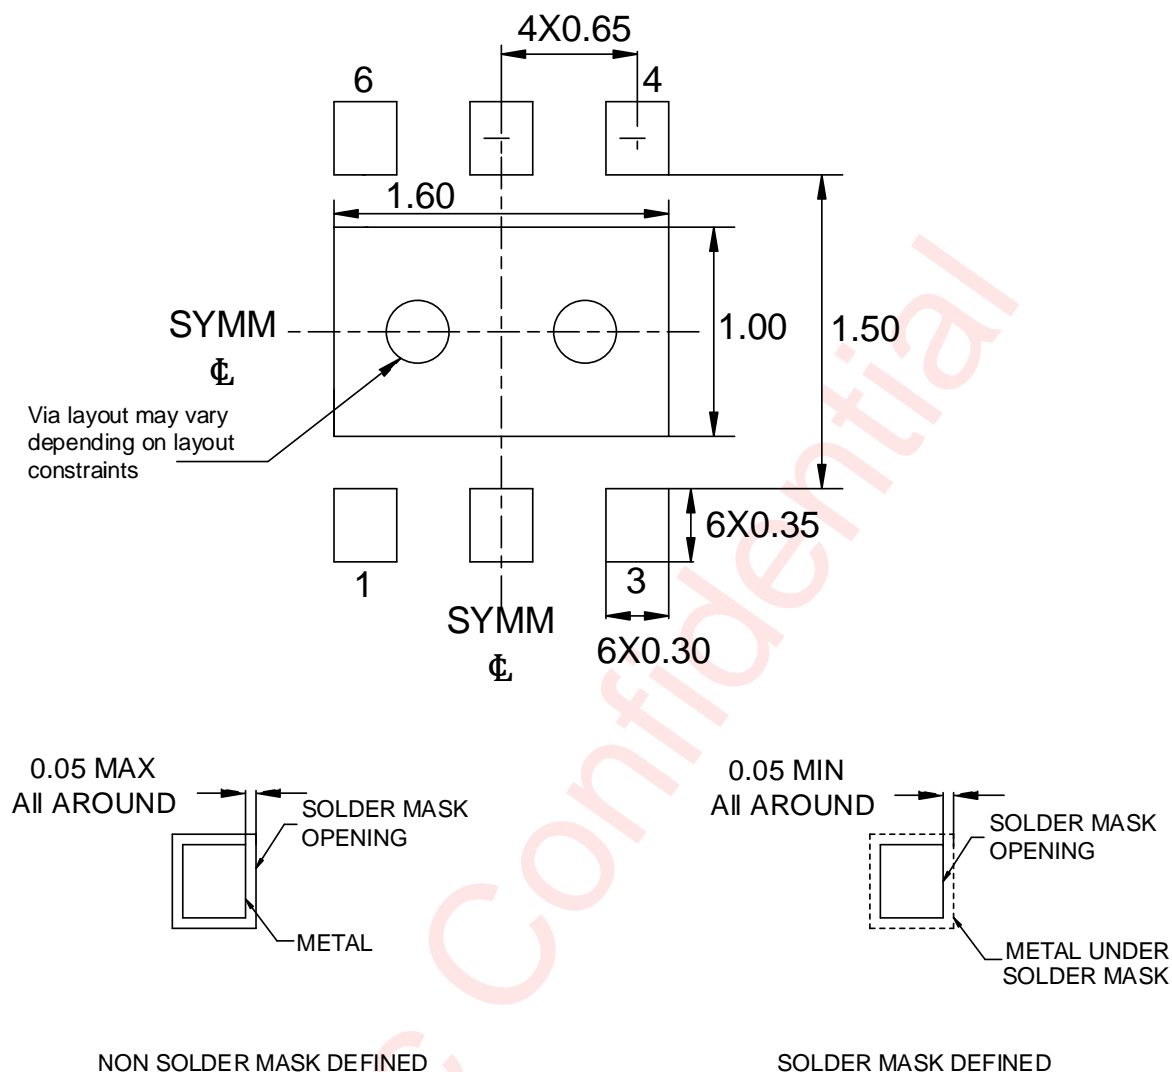 4X0.65
6
4
1.60
SYMM
℄
1.00
1.50
Via layout may vary
depending on layout
constraints
6X0.35
1
3
SYMM
℄
6X0.30
0.05 MAX
All AROUND
SOLDER MASK
OPENING
METAL
NON SOLDER MASK DEFINED
0.05 MIN
All AROUND
SOLDER MASK
OPENING
METAL UNDER
SOLDER MASK
SOLDER MASK DEFINED
c Confidential